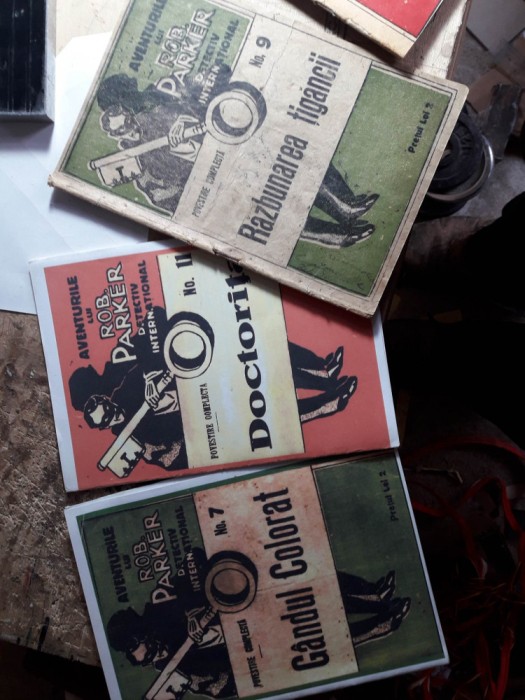 AVENTURILE
LUI
ROB.
PARKER
DETECTIV
INTERNATIONAL
No. 9
POVESTIRE COMPLECTA
Razbunarea tigancii
Pretul Lei 2
AVENTURILE
LUI
ROB.
PARKER
DETECTIV
INTERNATIONAL
No. 11
POVESTIRE COMPLECTA
AVENTURILE
LUI
ROB.
PARKER
DETECTIV
INTERNATIONAL
No. 7
POVESTIRE COMPLECTA
Gândul Colorat
Pretul Lei 2